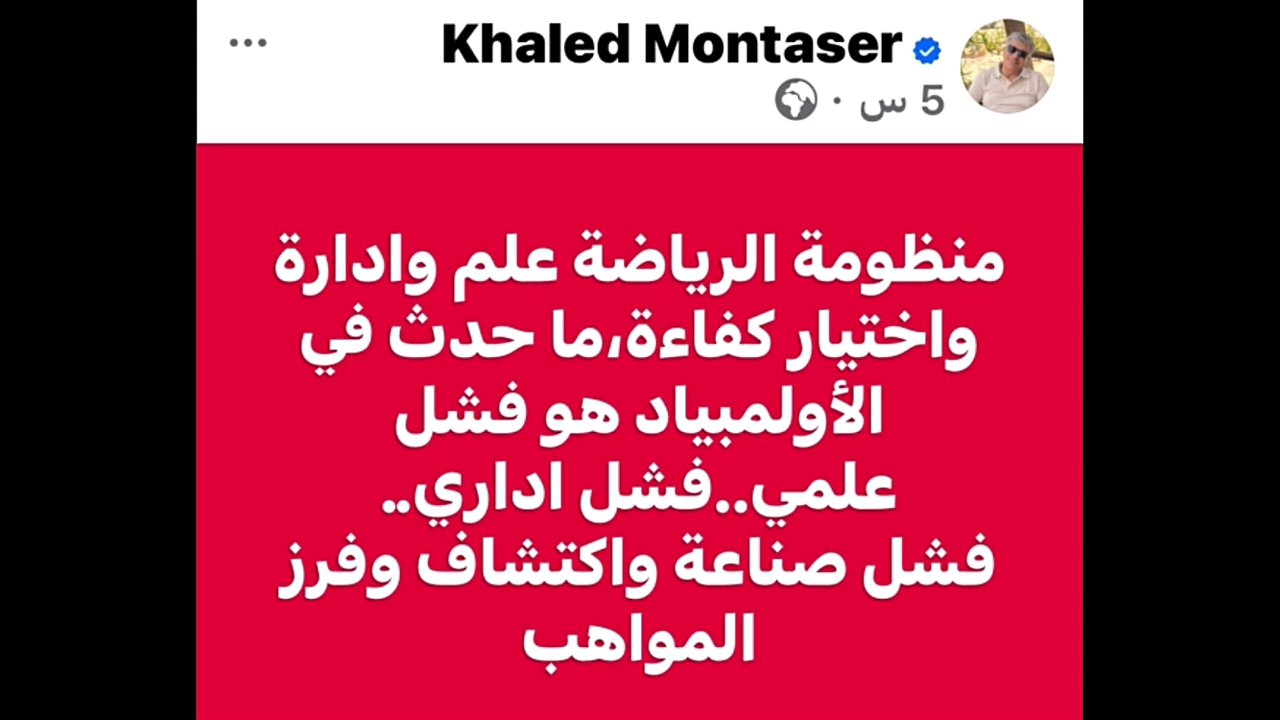 Khaled Montaser
5 س ·
منظومة الرياضة علم وادارة
واختيار كفاءة،ما حدث في
الأولمبياد هو فشل
علمي..فشل اداري..
فشل صناعة واكتشاف وفرز
المواهب